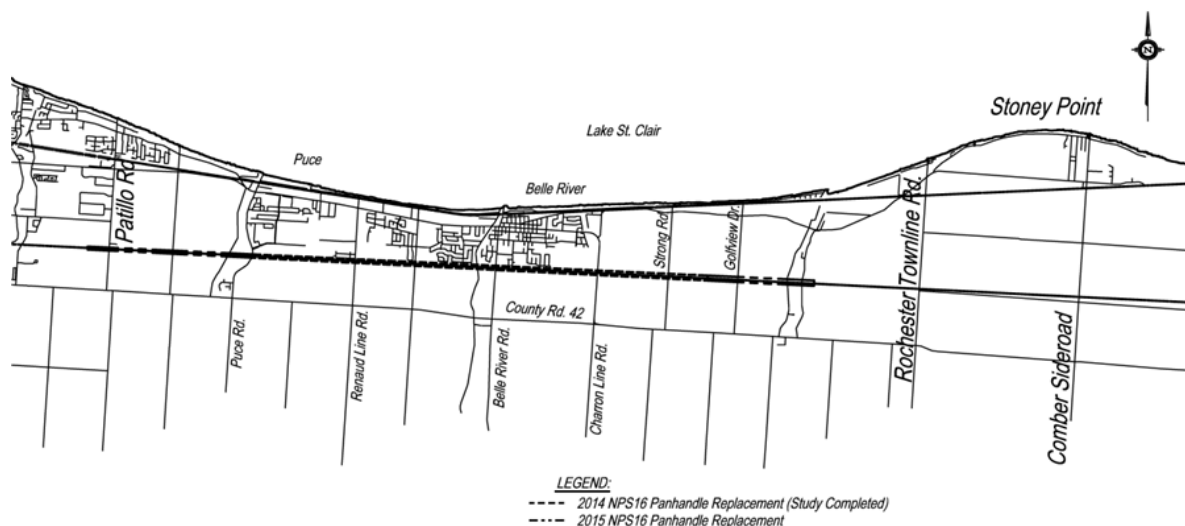 N
Stoney Point
Lake St. Clair
Puce
Belle River
Patillo Rd.
Rochester Townline Rd.
Strong Rd.
Golfview Dr.
County Rd. 42
Puce Rd.
Renaud Line Rd.
Belle River Rd.
Charron Line Rd.
Comber Sideroad
LEGEND:
2014 NPS16 Panhandle Replacement (Study Completed)
2015 NPS16 Panhandle Replacement